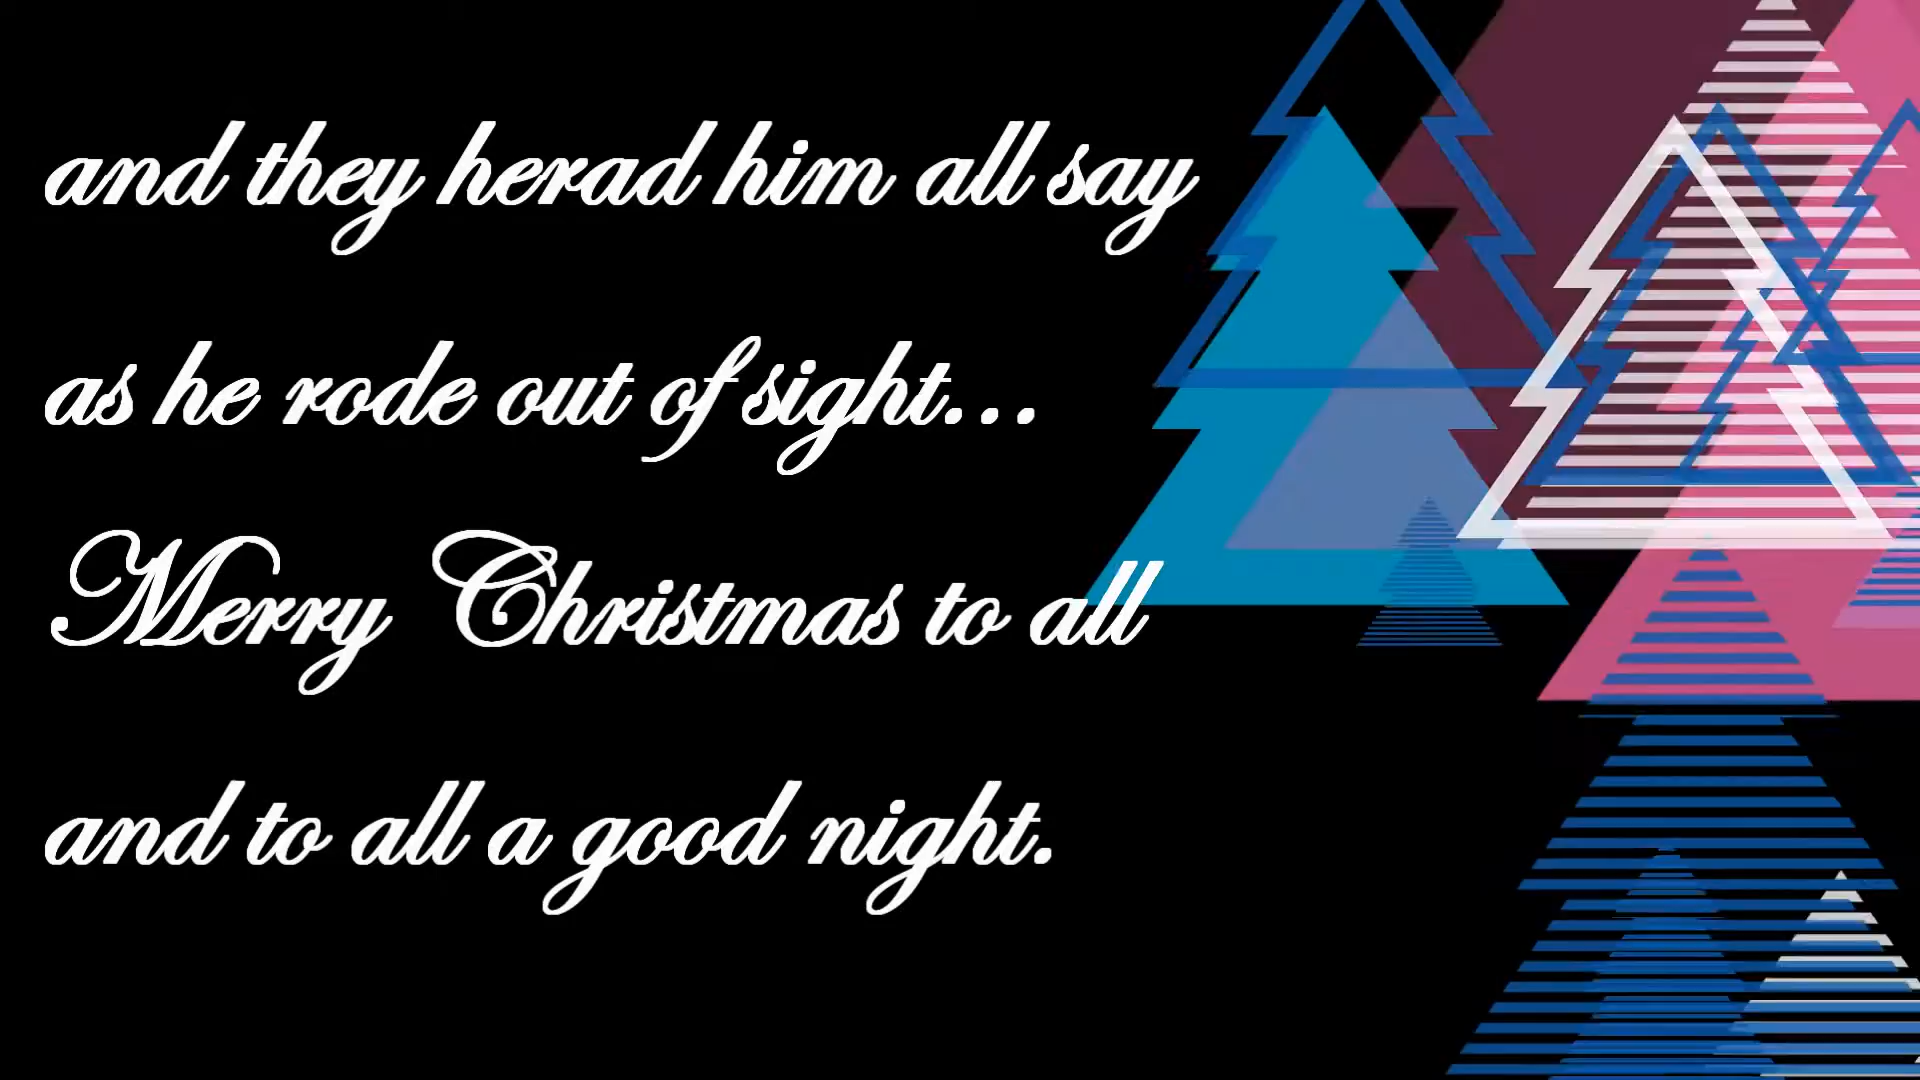 and they herad him all say
as he rode out of sight...
Merry Christmas to all
and to all a good night.